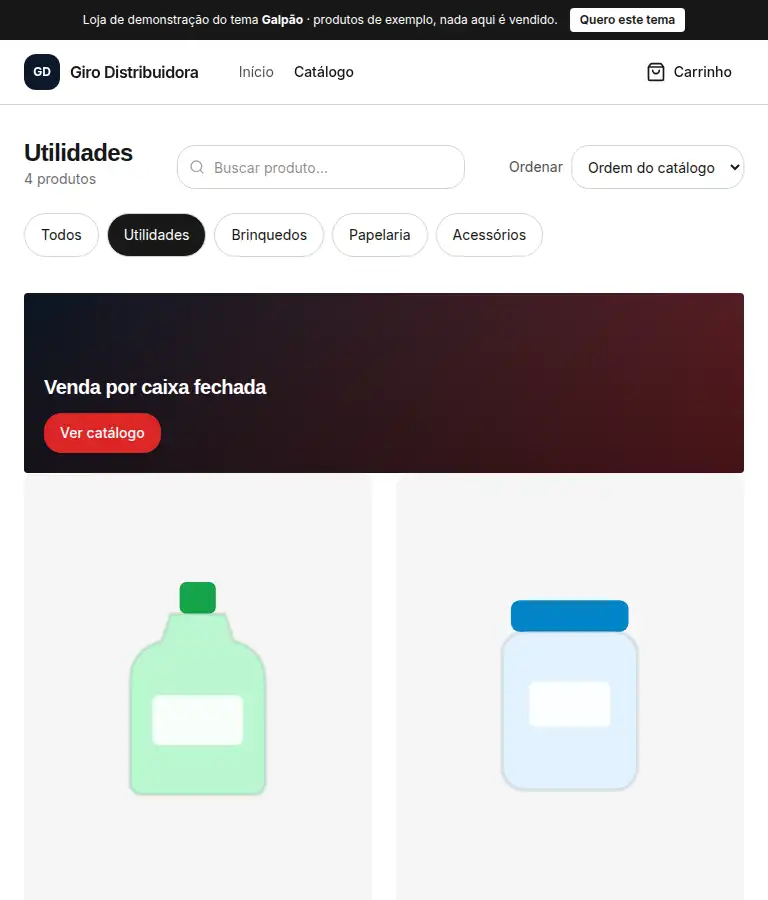 Loja de demonstração do tema Galpão · produtos de exemplo, nada aqui é vendido. Quero este tema
GD Giro Distribuidora Início Catálogo Carrinho
Utilidades
4 produtos
Buscar produto...
Ordenar Ordem do catálogo
Todos Utilidades Brinquedos Papelaria Acessórios
Venda por caixa fechada
Ver catálogo